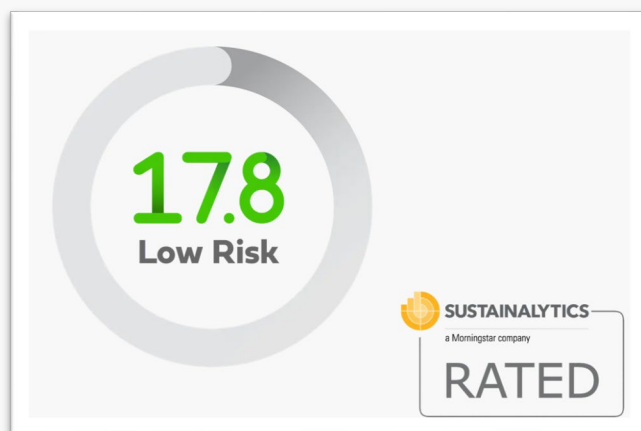 17.8
Low Risk
SUSTAINALYTICS
a Morningstar company
RATED